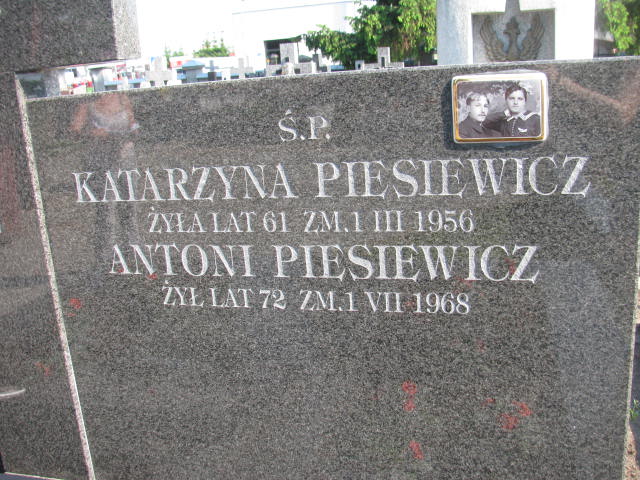 Ś.P.
KATARZYNA PIESIEWICZ
ŻYŁA LAT 61 ZM.1 III 1956
ANTONI PIESIEWICZ
ŻYŁ LAT 72 ZM.1 VII 1968